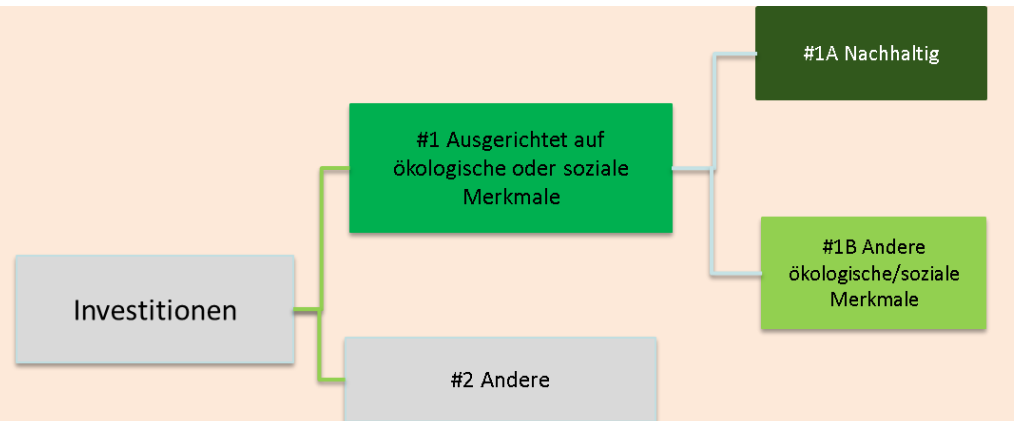 #1A Nachhaltig
#1 Ausgerichtet auf
ökologische oder soziale
Merkmale
#1B Andere
ökologische/soziale
Merkmale
Investitionen
#2 Andere